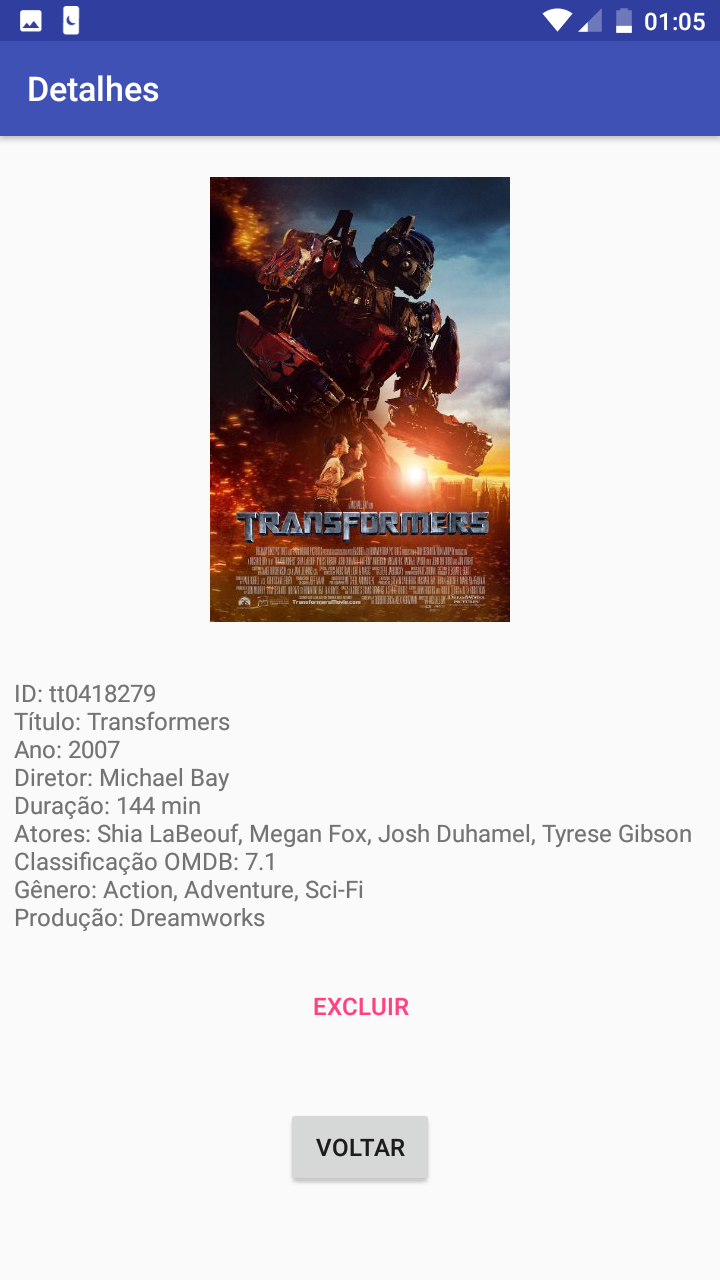 01:05
Detalhes
TRANSFORMERS
TransformersMovie.com
ID: tt0418279
Título: Transformers
Ano: 2007
Diretor: Michael Bay
Duração: 144 min
Atores: Shia LaBeouf, Megan Fox, Josh Duhamel, Tyrese Gibson
Classificação OMDB: 7.1
Gênero: Action, Adventure, Sci-Fi
Produção: Dreamworks
EXCLUIR
VOLTAR